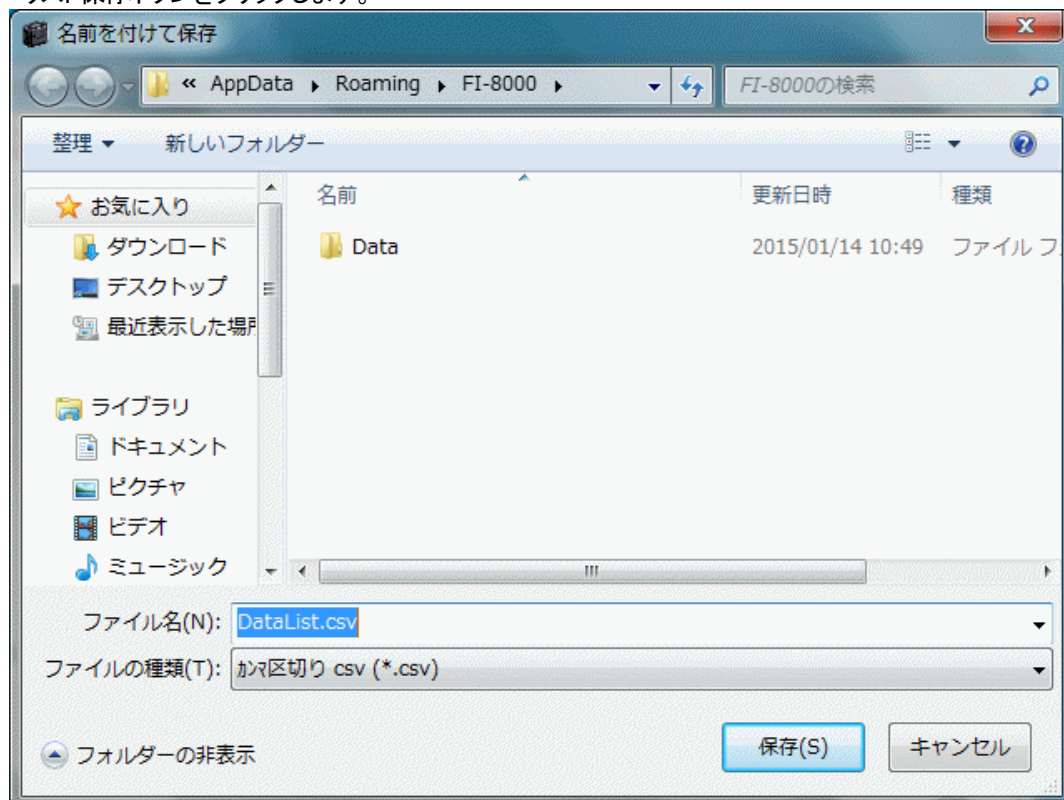 名前を付けて保存
« AppData ▸ Roaming ▸ FI-8000 ▸
FI-8000の検索
整理 ▼ 新しいフォルダー
名前 更新日時 種類
お気に入り
ダウンロード
デスクトップ
最近表示した場所
Data 2015/01/14 10:49 ファイル フ
ライブラリ
ドキュメント
ピクチャ
ビデオ
ミュージック
ファイル名(N): DataList.csv
ファイルの種類(T): ｶﾝﾏ区切り csv (*.csv)
フォルダーの非表示
保存(S) キャンセル